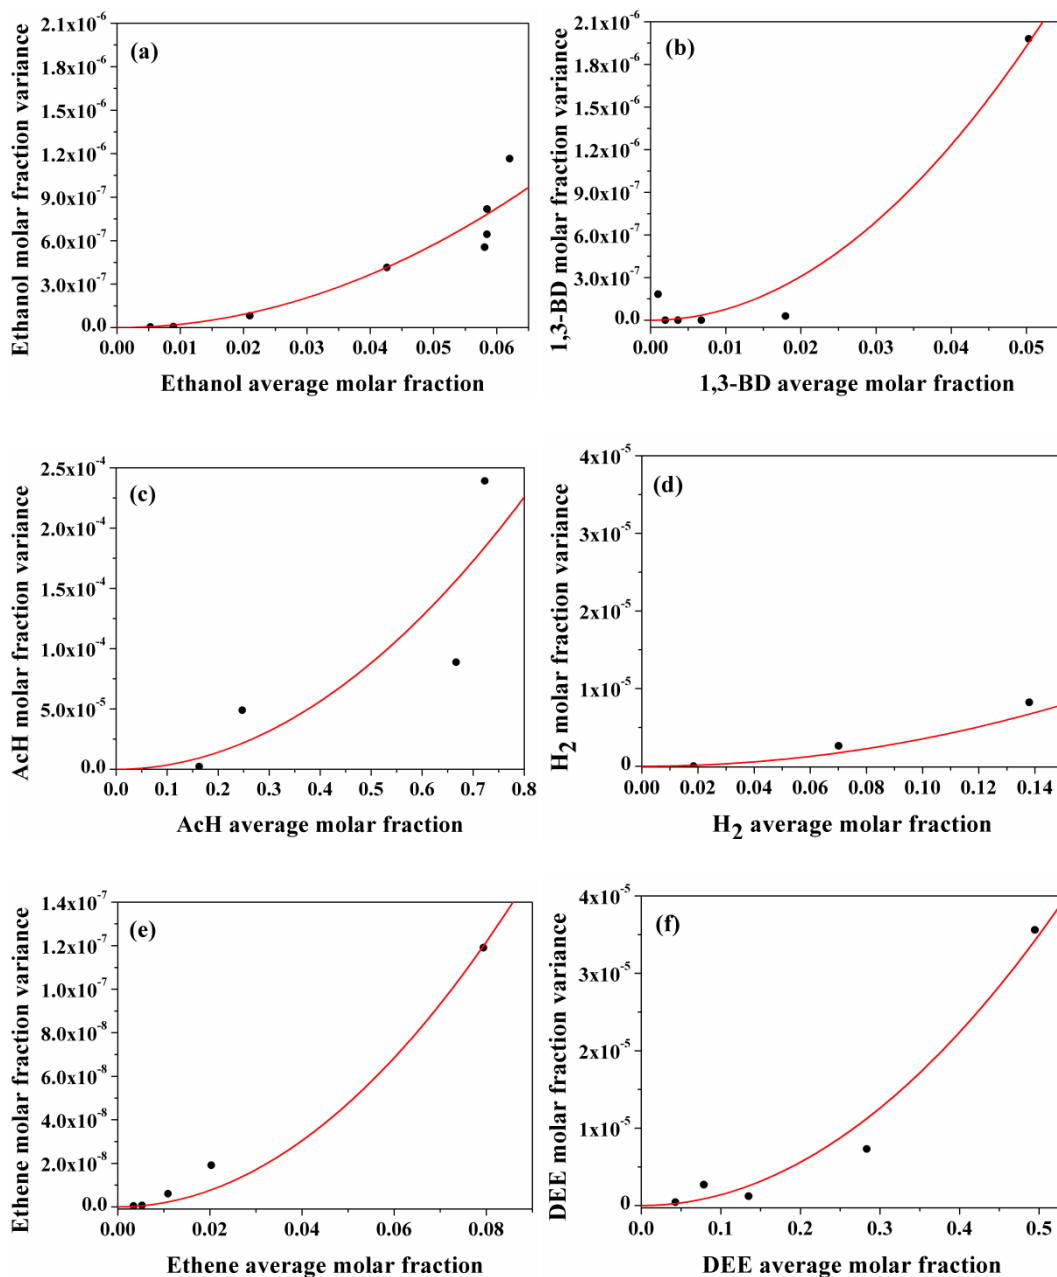 (a)
Ethanol molar fraction variance
2.1x10⁻⁶
1.8x10⁻⁶
1.5x10⁻⁶
1.2x10⁻⁶
9.0x10⁻⁷
6.0x10⁻⁷
3.0x10⁻⁷
0.0
0.00 0.01 0.02 0.03 0.04 0.05 0.06
Ethanol average molar fraction
(b)
1,3-BD molar fraction variance
2.1x10⁻⁶
1.8x10⁻⁶
1.5x10⁻⁶
1.2x10⁻⁶
9.0x10⁻⁷
6.0x10⁻⁷
3.0x10⁻⁷
0.0
0.00 0.01 0.02 0.03 0.04 0.05
1,3-BD average molar fraction
(c)
AcH molar fraction variance
2.5x10⁻⁴
2.0x10⁻⁴
1.5x10⁻⁴
1.0x10⁻⁴
5.0x10⁻⁵
0.0
0.0 0.1 0.2 0.3 0.4 0.5 0.6 0.7 0.8
AcH average molar fraction
(d)
H₂ molar fraction variance
4x10⁻⁵
3x10⁻⁵
2x10⁻⁵
1x10⁻⁵
0
0.00 0.02 0.04 0.06 0.08 0.10 0.12 0.14
H₂ average molar fraction
(e)
Ethene molar fraction variance
1.4x10⁻⁷
1.2x10⁻⁷
1.0x10⁻⁷
8.0x10⁻⁸
6.0x10⁻⁸
4.0x10⁻⁸
2.0x10⁻⁸
0.0
0.00 0.02 0.04 0.06 0.08
Ethene average molar fraction
(f)
DEE molar fraction variance
4x10⁻⁵
3x10⁻⁵
2x10⁻⁵
1x10⁻⁵
0
0.0 0.1 0.2 0.3 0.4 0.5
DEE average molar fraction